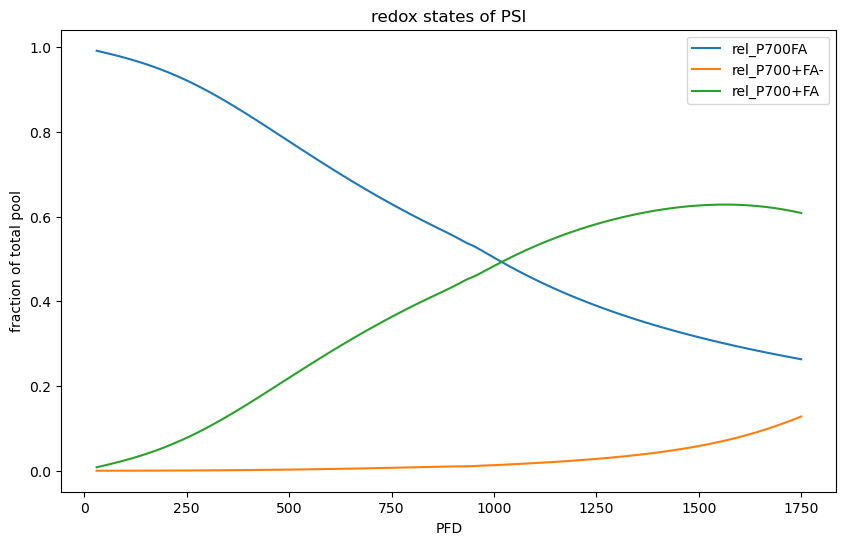 redox states of PSI
rel_P700FA
rel_P700+FA-
rel_P700+FA
fraction of total pool
1.0
0.8
0.6
0.4
0.2
0.0
0 250 500 750 1000 1250 1500 1750
PFD